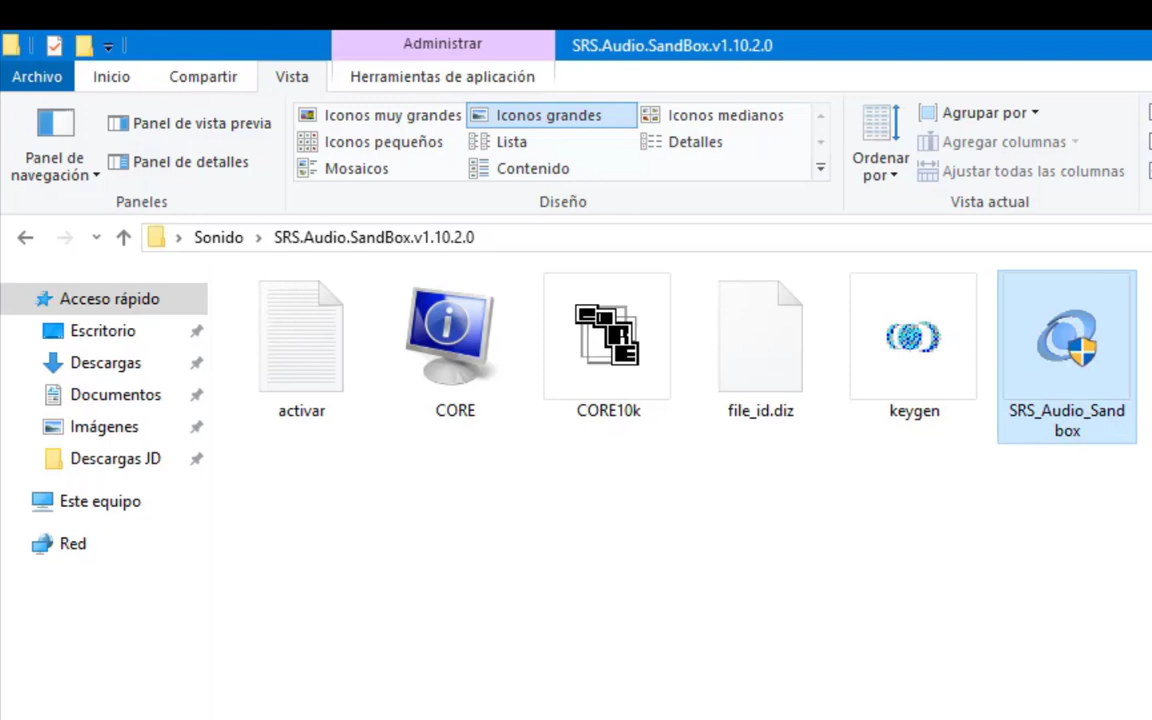 Administrar
SRS.Audio.SandBox.v1.10.2.0
Archivo Inicio Compartir Vista Herramientas de aplicación
Panel de navegación
Panel de vista previa
Panel de detalles
Paneles
Iconos muy grandes Iconos grandes Iconos medianos
Iconos pequeños Lista Detalles
Mosaicos Contenido
Diseño
Ordenar por
Agrupar por
Agregar columnas
Ajustar todas las columnas
Vista actual
Sonido SRS.Audio.SandBox.v1.10.2.0
Acceso rápido
Escritorio
Descargas
Documentos
Imágenes
Descargas JD
Este equipo
Red
activar
CORE
CORE
CORE10k
file_id.diz
keygen
SRS_Audio_Sand
box